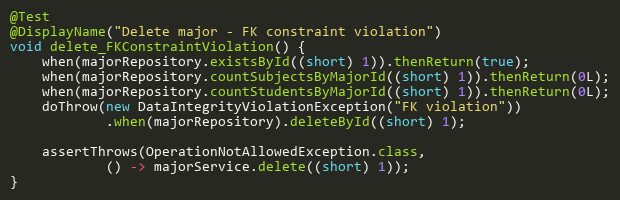 @Test
@DisplayName("Delete major - FK constraint violation")
void delete_FKConstraintViolation() {
    when(majorRepository.existsById((short) 1)).thenReturn(true);
    when(majorRepository.countSubjectsByMajorId((short) 1)).thenReturn(0L);
    when(majorRepository.countStudentsByMajorId((short) 1)).thenReturn(0L);
    doThrow(new DataIntegrityViolationException("FK violation"))
            .when(majorRepository).deleteById((short) 1);

    assertThrows(OperationNotAllowedException.class,
            () -> majorService.delete((short) 1));
}